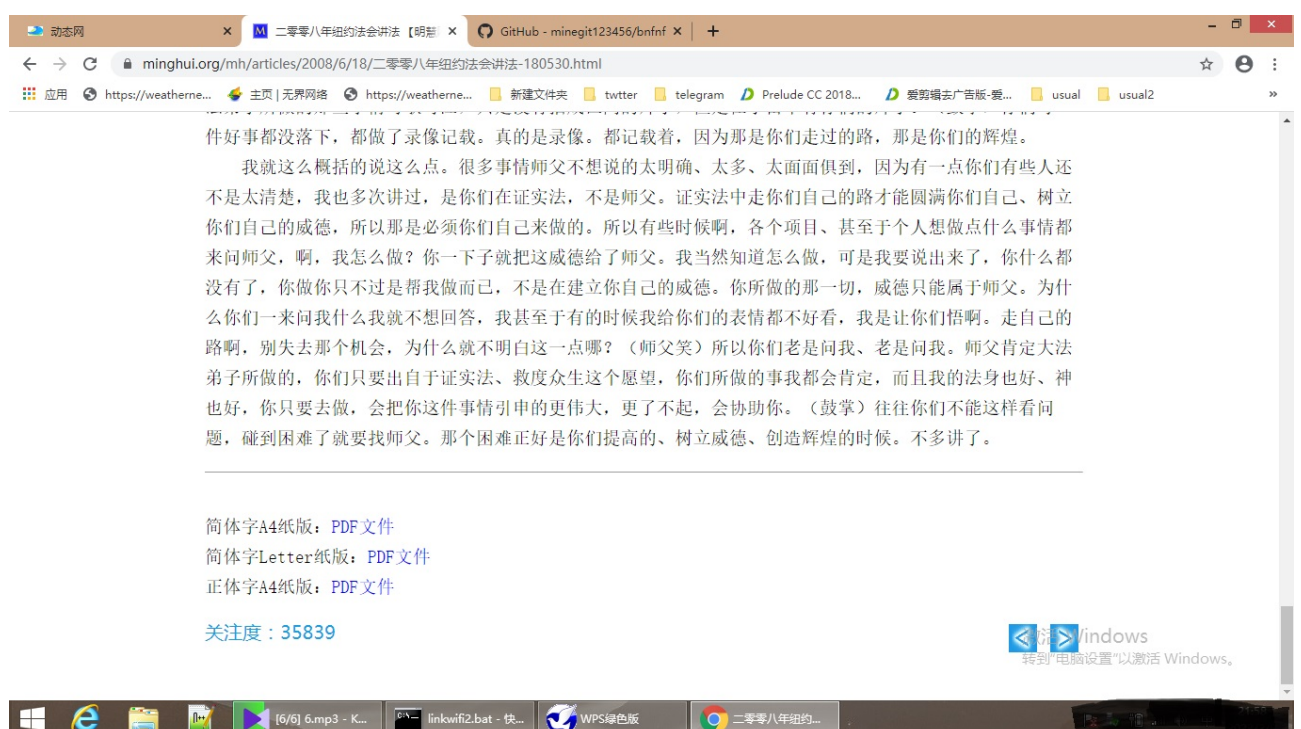 动态网
二零零八年纽约法会讲法 【明慧
GitHub - minegit123456/bnfnf
minghui.org/mh/articles/2008/6/18/二零零八年纽约法会讲法-180530.html
应用 https://weatherne... 主页 | 无界网络 https://weatherne... 新建文件夹 twtter telegram Prelude CC 2018... 爱剪辑去广告版-爱... usual usual2 »
件好事都没落下，都做了录像记载。真的是录像。都记载着，因为那是你们走过的路，那是你们的辉煌。
我就这么概括的说这么点。很多事情师父不想说的太明确、太多、太面面俱到，因为有一点你们有些人还
不是太清楚，我也多次讲过，是你们在证实法，不是师父。证实法中走你们自己的路才能圆满你们自己、树立
你们自己的威德，所以那是必须你们自己来做的。所以有些时候啊，各个项目、甚至于个人想做点什么事情都
来问师父，啊，我怎么做？你一下子就把这威德给了师父。我当然知道怎么做，可是我要说出来了，你什么都
没有了，你做你只不过是帮我做而已，不是在建立你自己的威德。你所做的那一切，威德只能属于师父。为什
么你们一来问我什么我就不想回答，我甚至于有的时候我给你们的表情都不好看，我是让你们悟啊。走自己的
路啊，别失去那个机会，为什么就不明白这一点哪？（师父笑）所以你们老是问我、老是问我。师父肯定大法
弟子所做的，你们只要出自于证实法、救度众生这个愿望，你们所做的事我都会肯定，而且我的法身也好、神
也好，你只要去做，会把你这件事情引申的更伟大，更了不起，会协助你。（鼓掌）往往你们不能这样看问
题，碰到困难了就要找师父。那个困难正好是你们提高的、树立威德、创造辉煌的时候。不多讲了。
简体字A4纸版：PDF文件
简体字Letter纸版：PDF文件
正体字A4纸版：PDF文件
关注度：35839
激活 Windows
转到"电脑设置"以激活 Windows。
[6/6] 6.mp3 - K... linkwifi2.bat - 快... WPS绿色版 二零零八年纽约...